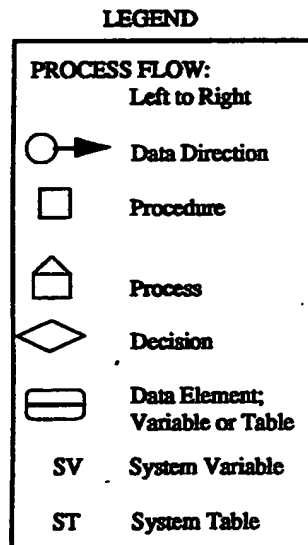 LEGEND
PROCESS FLOW:
Left to Right
Data Direction
Procedure
Process
Decision
Data Element;
Variable or Table
SV System Variable
ST System Table